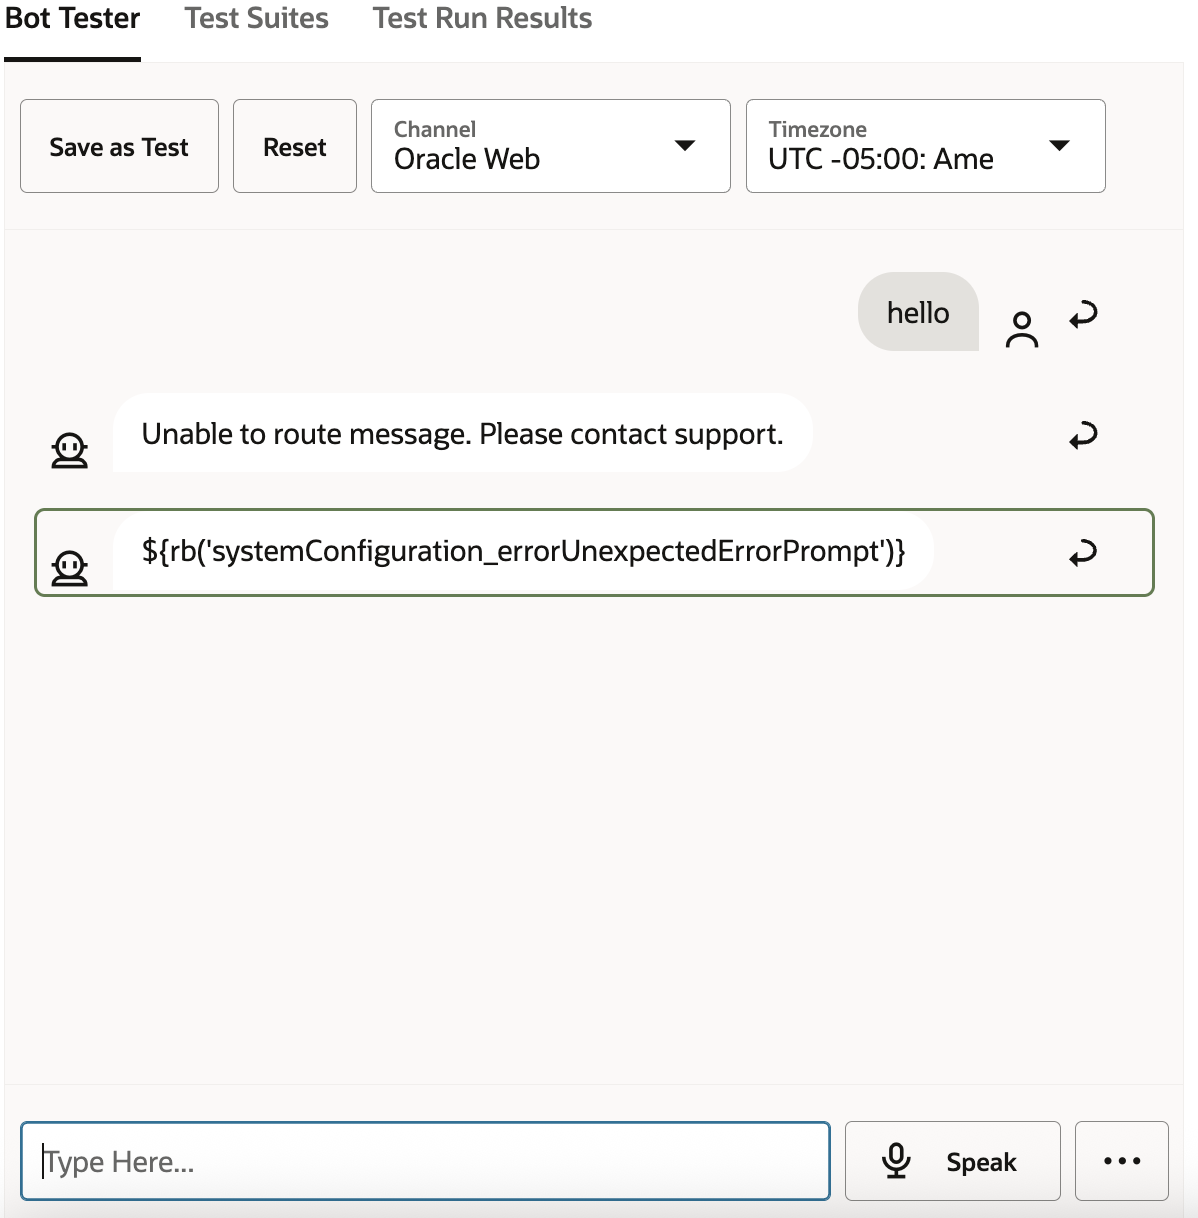 Bot Tester Test Suites Test Run Results
Save as Test
Reset
Channel
Oracle Web
Timezone
UTC -05:00: Ame
hello
Unable to route message. Please contact support.
${rb('systemConfiguration_errorUnexpectedErrorPrompt')}
Type Here...
Speak